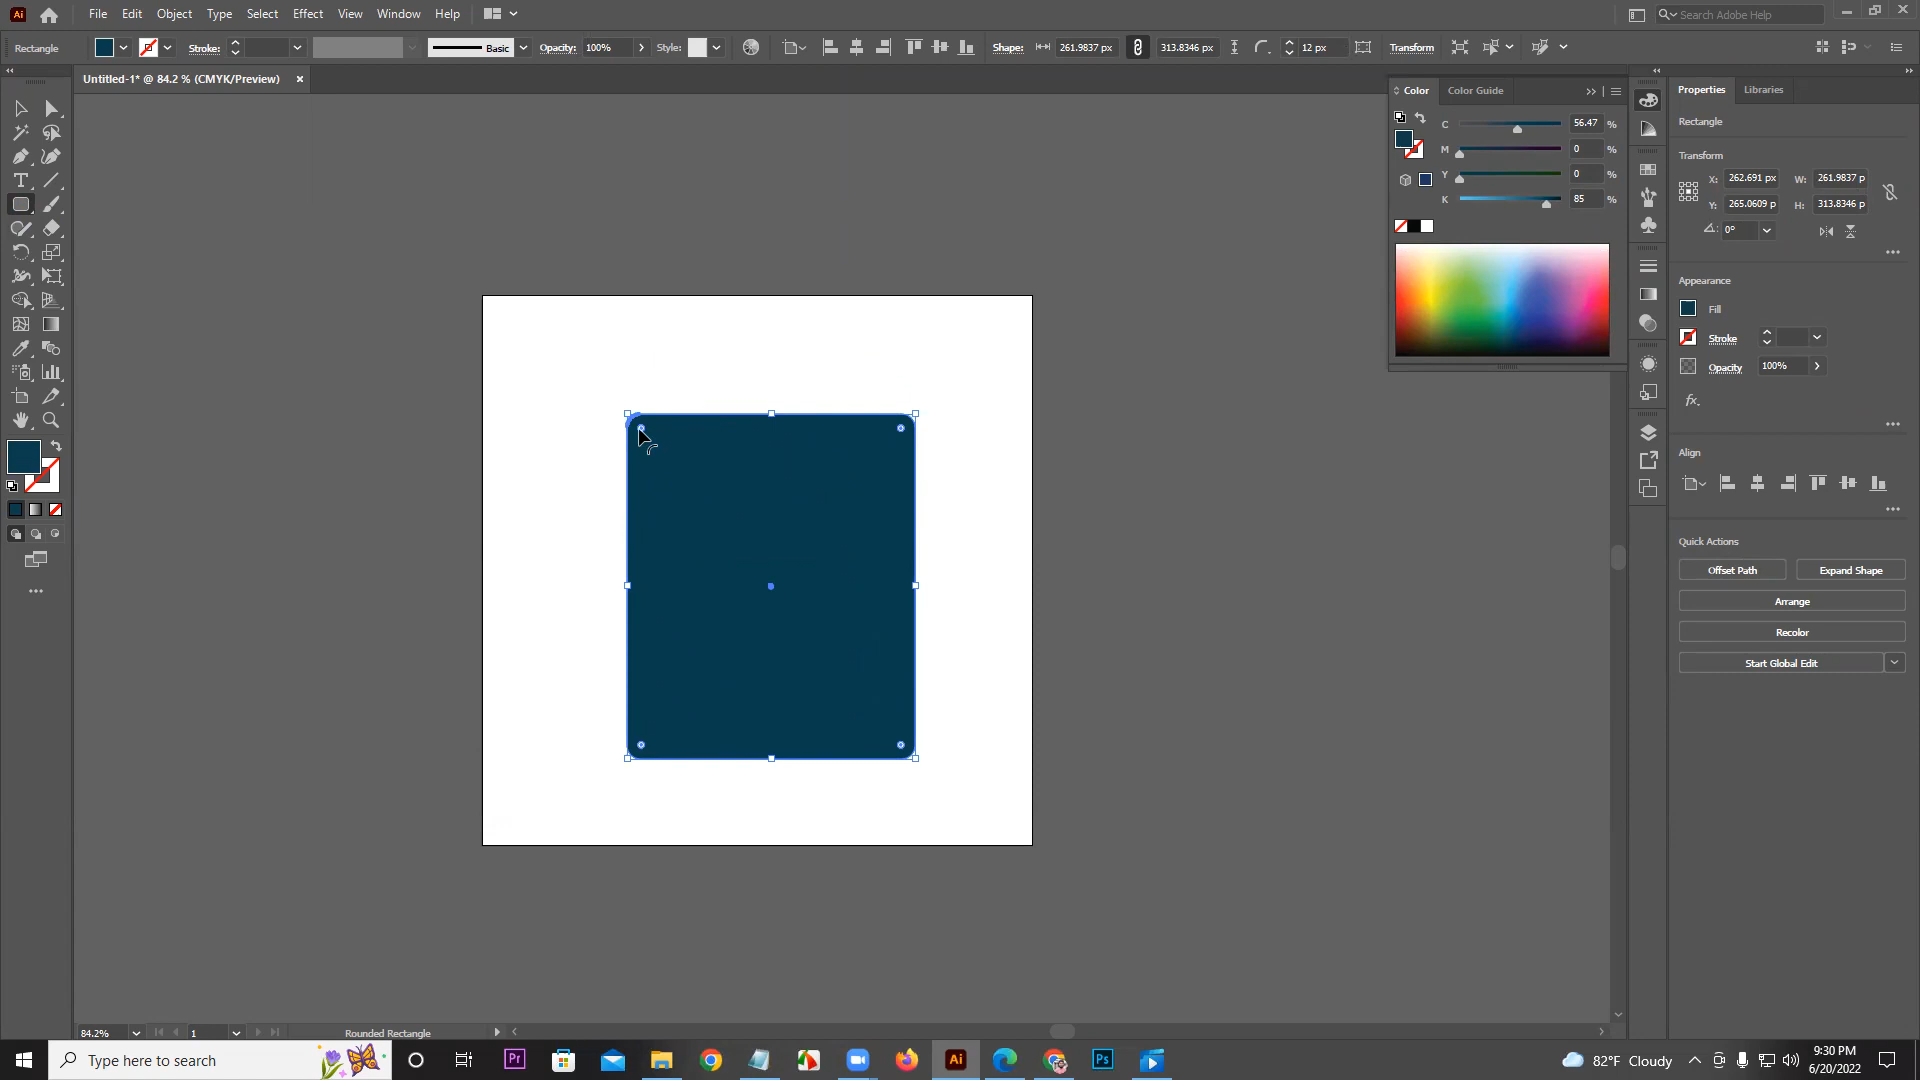 Ai File Edit Object Type Select Effect View Window Help Search Adobe Help
Rectangle Stroke: Basic Opacity: 100% Style: Shape: 261.9837 px 313.8346 px 12 px Transform
Untitled-1* @ 84.2 % (CMYK/Preview) ×
Color Color Guide
C 56.47 %
M 0 %
Y 0 %
K 85 %
Properties Libraries
Rectangle
Transform
X: 262.691 px W: 261.9837 p
Y: 265.0609 p H: 313.8346 p
0°
Appearance
Fill
Stroke
Opacity 100%
fx.
Align
Quick Actions
Offset Path Expand Shape
Arrange
Recolor
Start Global Edit
84.2% 1 Rounded Rectangle
Type here to search Pr Ai Ps 82°F Cloudy
9:30 PM
6/20/2022